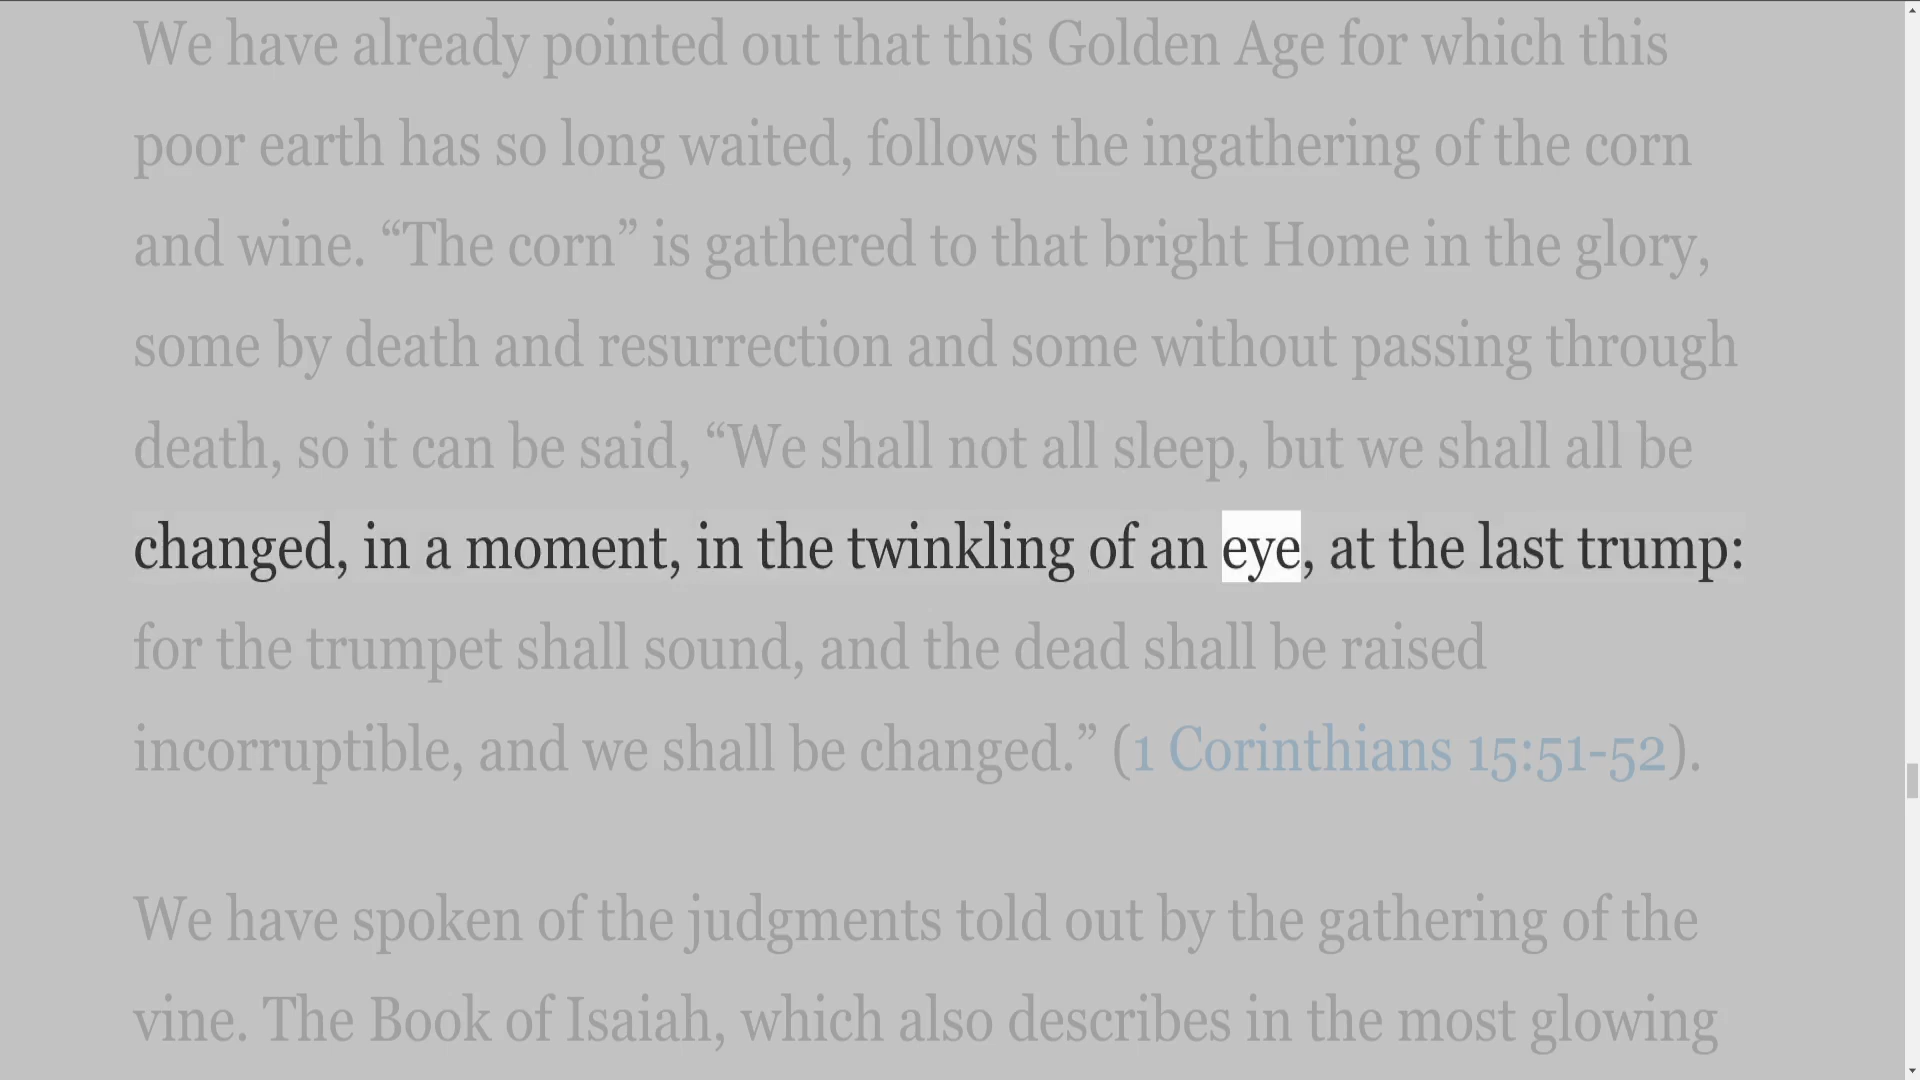 We have already pointed out that this Golden Age for which this
poor earth has so long waited, follows the ingathering of the corn
and wine. “The corn” is gathered to that bright Home in the glory,
some by death and resurrection and some without passing through
death, so it can be said, “We shall not all sleep, but we shall all be
changed, in a moment, in the twinkling of an eye, at the last trump:
for the trumpet shall sound, and the dead shall be raised
incorruptible, and we shall be changed.” (1 Corinthians 15:51-52).
We have spoken of the judgments told out by the gathering of the
vine. The Book of Isaiah, which also describes in the most glowing